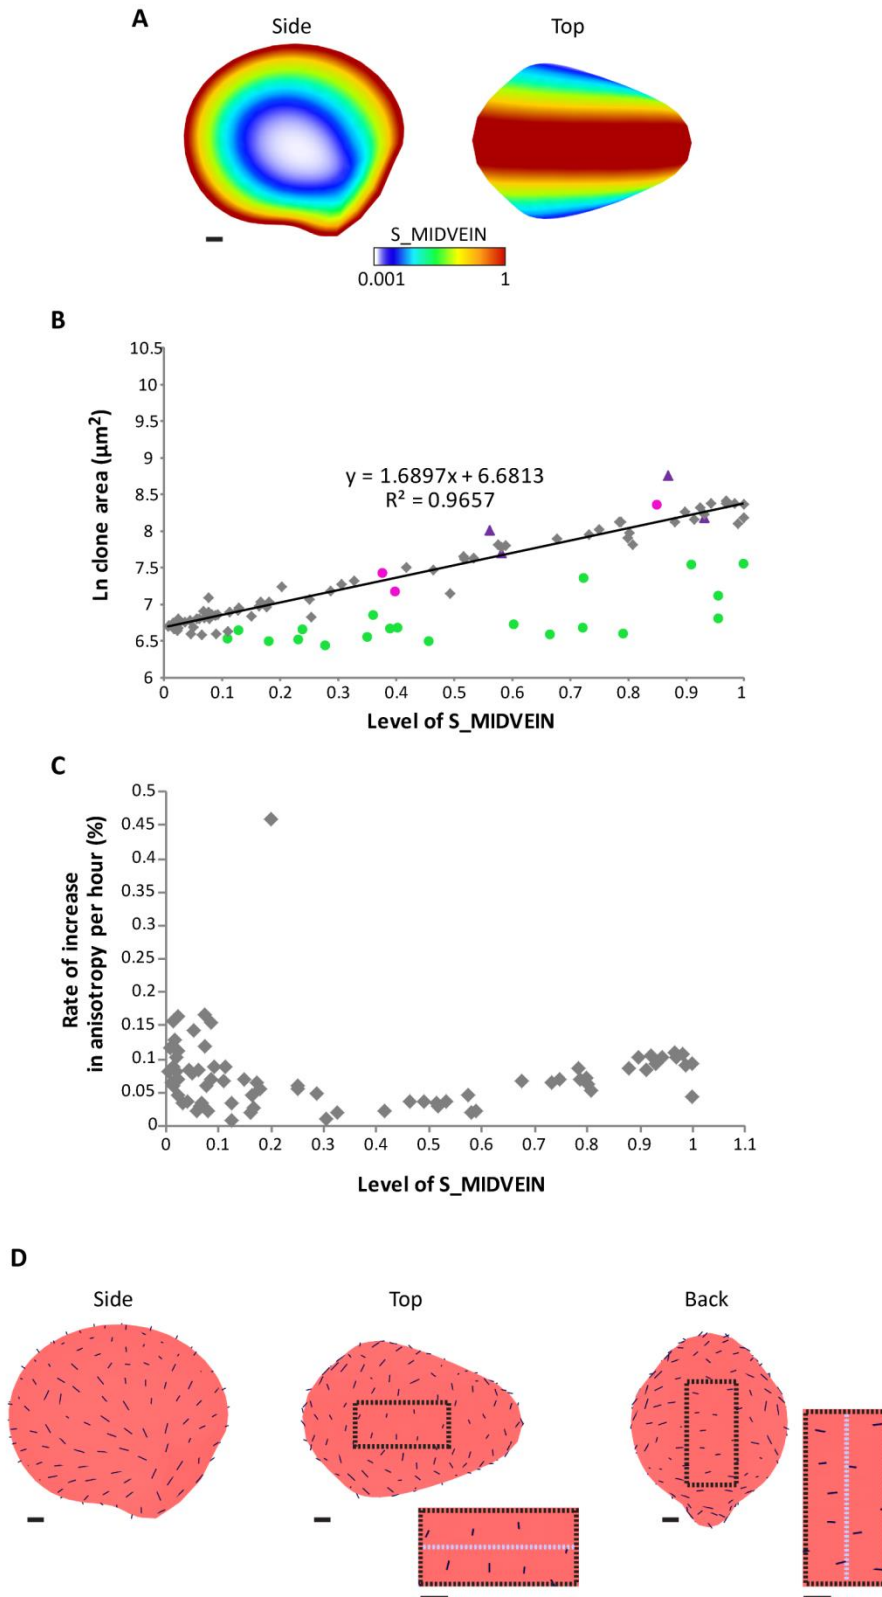 A
Side
Top
S_MIDVEIN
0.001
1
B
10.5
10
9.5
9
8.5
8
7.5
7
6.5
6
Ln clone area (µm²)
y = 1.6897x + 6.6813
R² = 0.9657
0
0.1
0.2
0.3
0.4
0.5
0.6
0.7
0.8
0.9
1
Level of S_MIDVEIN
C
0.5
0.45
0.4
0.35
0.3
0.25
0.2
0.15
0.1
0.05
0
Rate of increase
in anisotropy per hour (%)
0
0.1
0.2
0.3
0.4
0.5
0.6
0.7
0.8
0.9
1
1.1
Level of S_MIDVEIN
D
Side
Top
Back